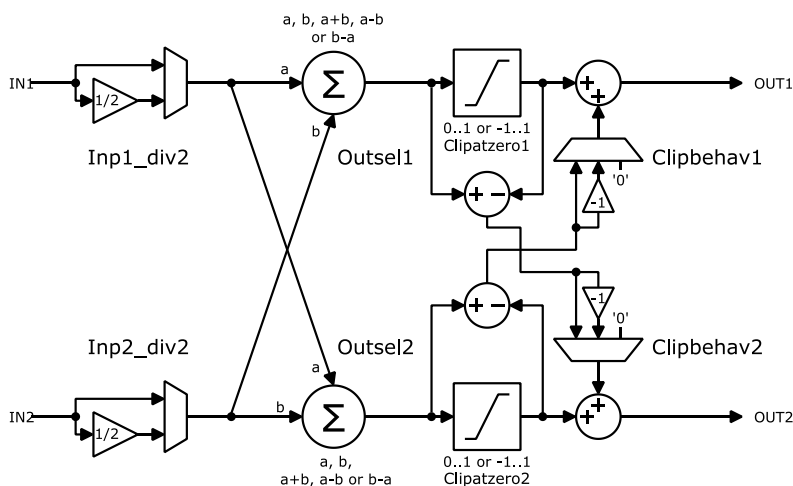 a, b, a+b, a-b
or b-a
IN1
1/2
a
Σ
b
0..1 or -1..1
Clipatzero1
+
+
OUT1
Inp1_div2
Outsel1
Clipbehav1
'0'
-1
+ −
+ −
-1
'0'
Inp2_div2
Outsel2
Clipbehav2
a
IN2
1/2
b
Σ
+
+
OUT2
a, b,
a+b, a-b or b-a
0..1 or -1..1
Clipatzero2